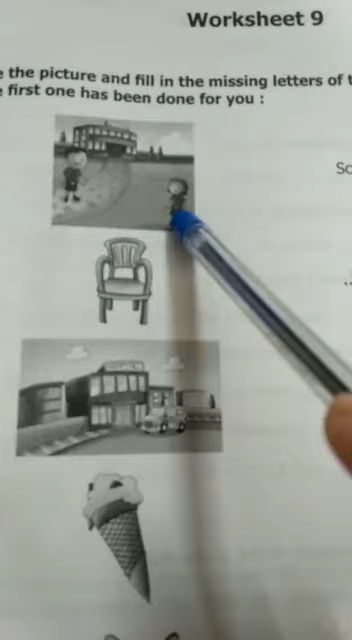 Worksheet 9
the picture and fill in the missing letters of
first one has been done for you :
Sc
..